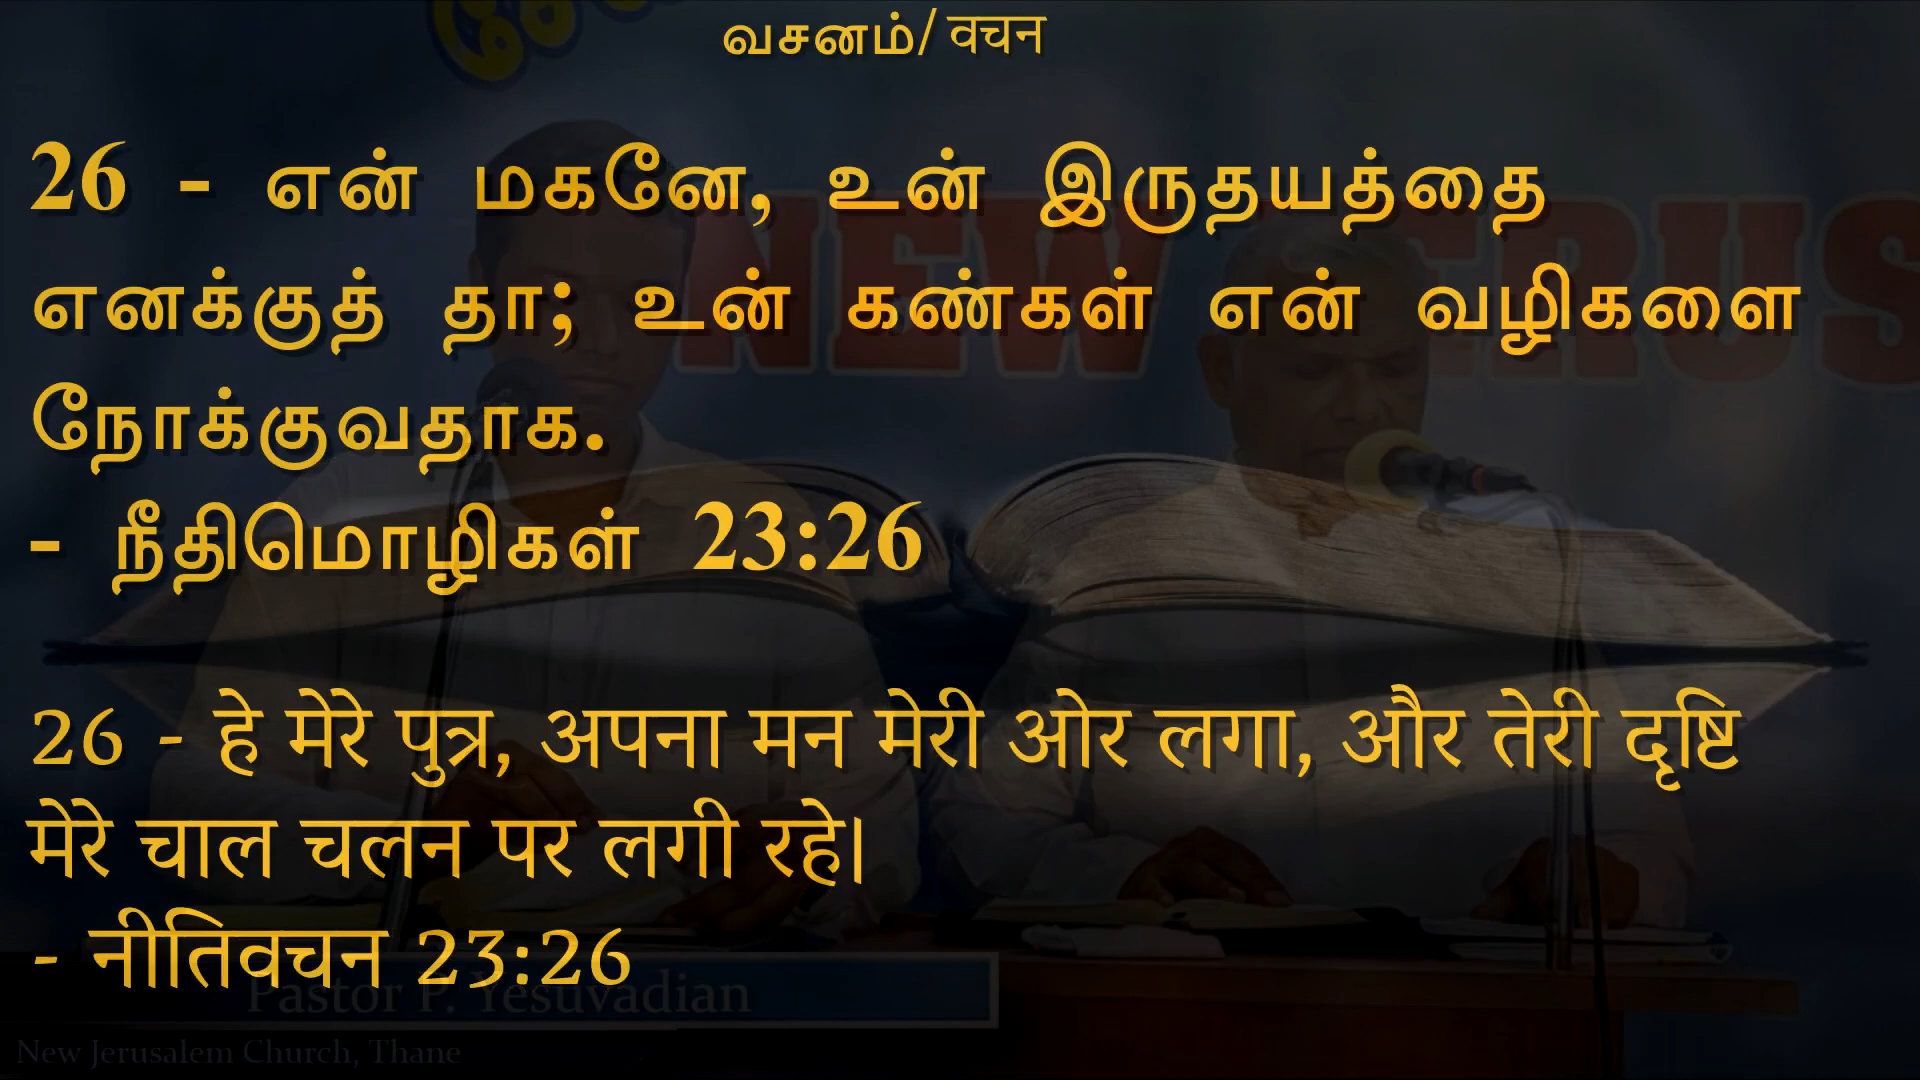 வசனம்/ वचन
26 - என் மகனே, உன் இருதயத்தை
எனக்குத் தா; உன் கண்கள் என் வழிகளை
நோக்குவதாக.
- நீதிமொழிகள் 23:26
26 - हे मेरे पुत्र, अपना मन मेरी ओर लगा, और तेरी दृष्टि
मेरे चाल चलन पर लगी रहे।
- नीतिवचन 23:26
Pastor P. Yesuvadian
New Jerusalem Church, Thane
NEW ERUS